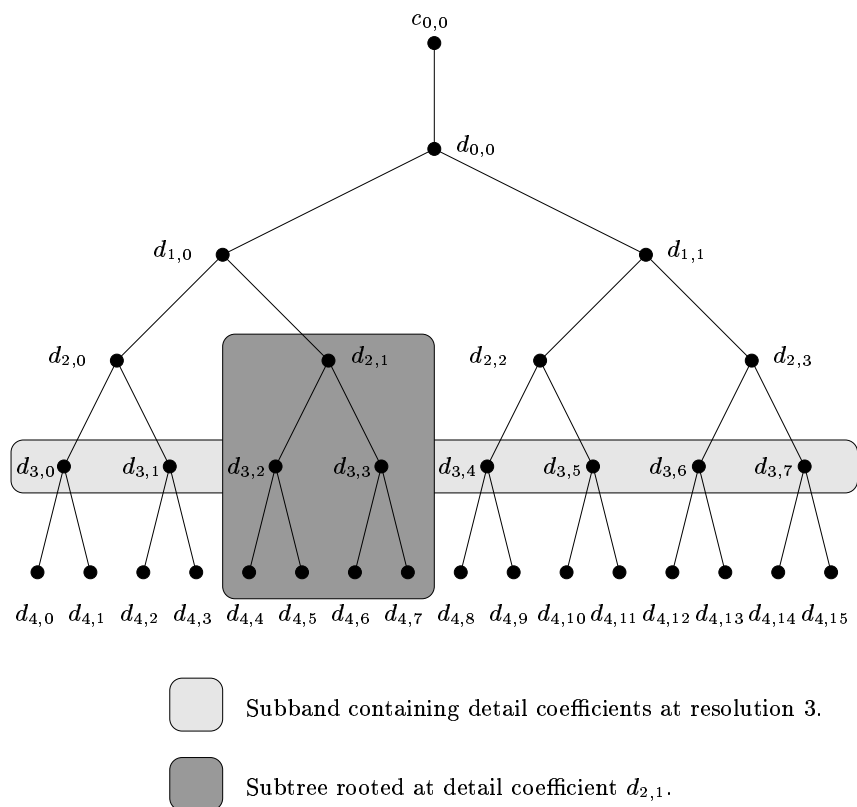 c₀,₀
d₀,₀
d₁,₀ d₁,₁
d₂,₀ d₂,₁ d₂,₂ d₂,₃
d₃,₀ d₃,₁ d₃,₂ d₃,₃ d₃,₄ d₃,₅ d₃,₆ d₃,₇
d₄,₀ d₄,₁ d₄,₂ d₄,₃ d₄,₄ d₄,₅ d₄,₆ d₄,₇ d₄,₈ d₄,₉ d₄,₁₀ d₄,₁₁ d₄,₁₂ d₄,₁₃ d₄,₁₄ d₄,₁₅
Subband containing detail coefficients at resolution 3.
Subtree rooted at detail coefficient d₂,₁.